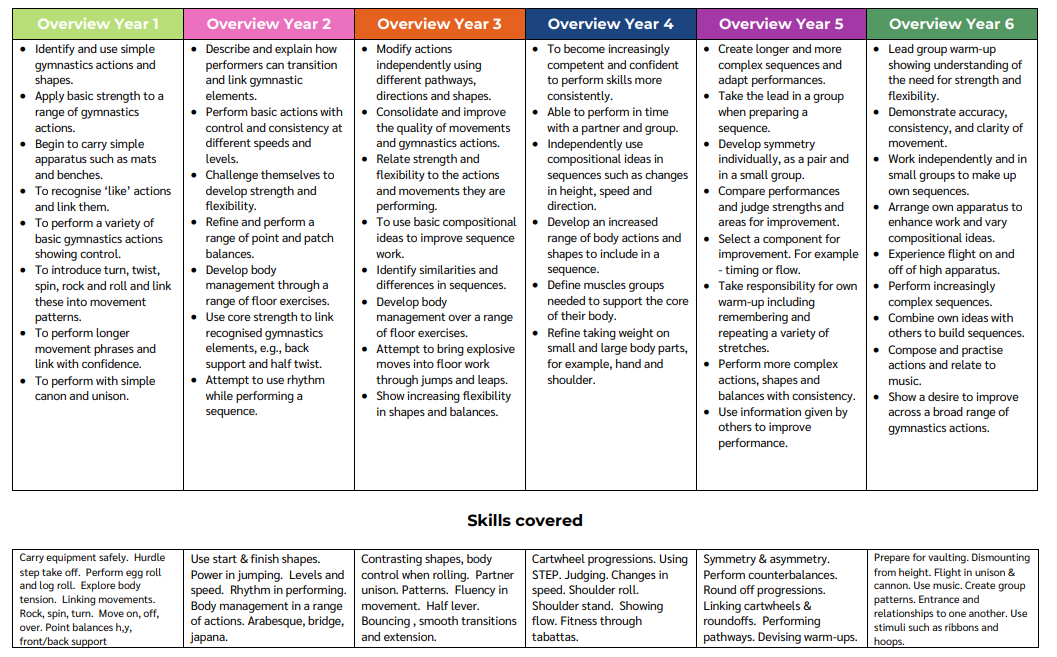 Overview Year 1
Identify and use simple
gymnastics actions and
shapes.
Apply basic strength to a
range of gymnastics
actions.
Begin to carry simple
apparatus such as mats
and benches.
To recognise ‘like’ actions
and link them.
To perform a variety of
basic gymnastics actions
showing control.
To introduce turn, twist,
spin, rock and roll and link
these into movement
patterns.
To perform longer
movement phrases and
link with confidence.
To perform with simple
canon and unison.
Overview Year 2
Describe and explain how
performers can transition
and link gymnastic
elements.
Perform basic actions with
control and consistency at
different speeds and
levels.
Challenge themselves to
develop strength and
flexibility.
Refine and perform a
range of point and patch
balances.
Develop body
management through a
range of floor exercises.
Use core strength to link
recognised gymnastics
elements, e.g., back
support and half twist.
Attempt to use rhythm
while performing a
sequence.
Overview Year 3
Modify actions
independently using
different pathways,
directions and shapes.
Consolidate and improve
the quality of movements
and gymnastics actions.
Relate strength and
flexibility to the actions
and movements they are
performing.
To use basic compositional
ideas to improve sequence
work.
Identify similarities and
differences in sequences.
Develop body
management over a range
of floor exercises.
Attempt to bring explosive
moves into floor work
through jumps and leaps.
Show increasing flexibility
in shapes and balances.
Overview Year 4
To become increasingly
competent and confident
to perform skills more
consistently.
Able to perform in time
with a partner and group.
Independently use
compositional ideas in
sequences such as changes
in height, speed and
direction.
Develop an increased
range of body actions and
shapes to include in a
sequence.
Define muscles groups
needed to support the core
of their body.
Refine taking weight on
small and large body parts,
for example, hand and
shoulder.
Overview Year 5
Create longer and more
complex sequences and
adapt performances.
Take the lead in a group
when preparing a
sequence.
Develop symmetry
individually, as a pair and
in a small group.
Compare performances
and judge strengths and
areas for improvement.
Select a component for
improvement. For example
- timing or flow.
Take responsibility for own
warm-up including
remembering and
repeating a variety of
stretches.
Perform more complex
actions, shapes and
balances with consistency.
Use information given by
others to improve
performance.
Overview Year 6
Lead group warm-up
showing understanding of
the need for strength and
flexibility.
Demonstrate accuracy,
consistency, and clarity of
movement.
Work independently and in
small groups to make up
own sequences.
Arrange own apparatus to
enhance work and vary
compositional ideas.
Experience flight on and
off of high apparatus.
Perform increasingly
complex sequences.
Combine own ideas with
others to build sequences.
Compose and practise
actions and relate to
music.
Show a desire to improve
across a broad range of
gymnastics actions.
Skills covered
Carry equipment safely. Hurdle
step take off. Perform egg roll
and log roll. Explore body
tension. Linking movements.
Rock, spin, turn. Move on, off,
over. Point balances h,y,
front/back support
Use start & finish shapes.
Power in jumping. Levels and
speed. Rhythm in performing.
Body management in a range
of actions. Arabesque, bridge,
japana.
Contrasting shapes, body
control when rolling. Partner
unison. Patterns. Fluency in
movement. Half lever.
Bouncing , smooth transitions
and extension.
Cartwheel progressions. Using
STEP. Judging. Changes in
speed. Shoulder roll.
Shoulder stand. Showing
flow. Fitness through
tabattas.
Symmetry & asymmetry.
Perform counterbalances.
Round off progressions.
Linking cartwheels &
roundoffs. Performing
pathways. Devising warm-ups.
Prepare for vaulting. Dismounting
from height. Flight in unison &
cannon. Use music. Create group
patterns. Entrance and
relationships to one another. Use
stimuli such as ribbons and
hoops.